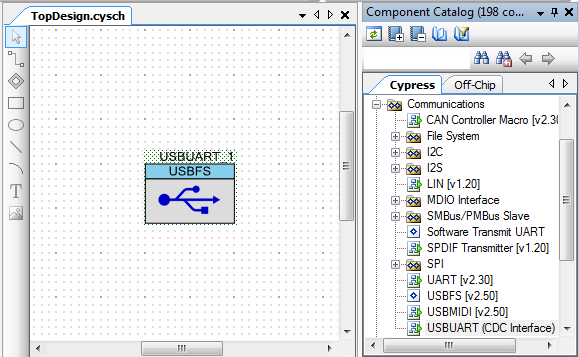 TopDesign.cysch
USBUART_1
USBFS
T
Component Catalog (198 co...
Cypress
Off-Chip
Communications
CAN Controller Macro [v2.30
File System
I2C
I2S
LIN [v1.20]
MDIO Interface
SMBus/PMBus Slave
Software Transmit UART
SPDIF Transmitter [v1.20]
SPI
UART [v2.30]
USBFS [v2.50]
USBMIDI [v2.50]
USBUART (CDC Interface)